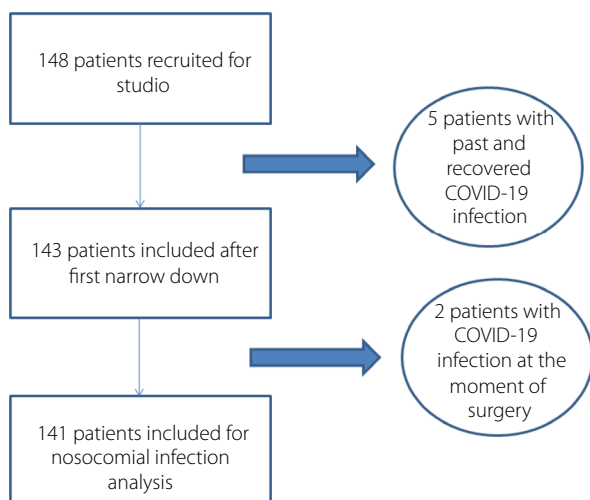 148 patients recruited for
studio
5 patients with
past and
recovered
COVID-19
infection
143 patients included after
first narrow down
2 patients with
COVID-19
infection at the
moment of
surgery
141 patients included for
nosocomial infection
analysis